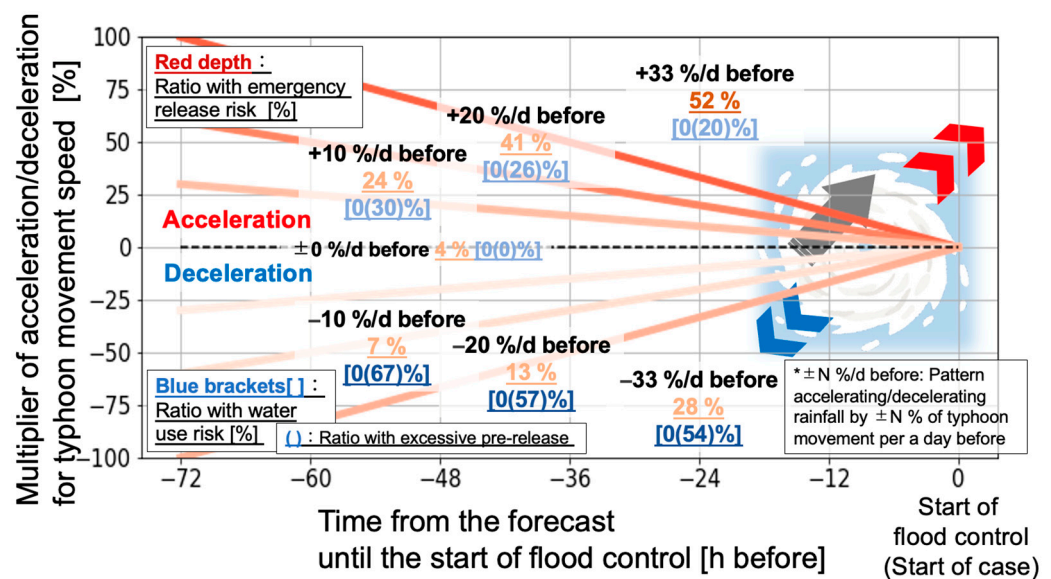 Multiplier of acceleration/deceleration
for typhoon movement speed [%]
100
75
50
25
0
−25
−50
−75
−100
Red depth :
Ratio with emergency
release risk [%]
+33 %/d before
52 %
[0(20)%]
+20 %/d before
41 %
[0(26)%]
+10 %/d before
24 %
[0(30)%]
Acceleration
±0 %/d before 4 % [0(0)%]
Deceleration
–10 %/d before
7 %
[0(67)%]
–20 %/d before
13 %
[0(57)%]
–33 %/d before
28 %
[0(54)%]
Blue brackets[ ] :
Ratio with water
use risk [%]
( ) : Ratio with excessive pre-release
* ±N %/d before: Pattern
accelerating/decelerating
rainfall by ±N % of typhoon
movement per a day before
−72
−60
−48
−36
−24
−12
0
Time from the forecast
until the start of flood control [h before]
Start of
flood control
(Start of case)